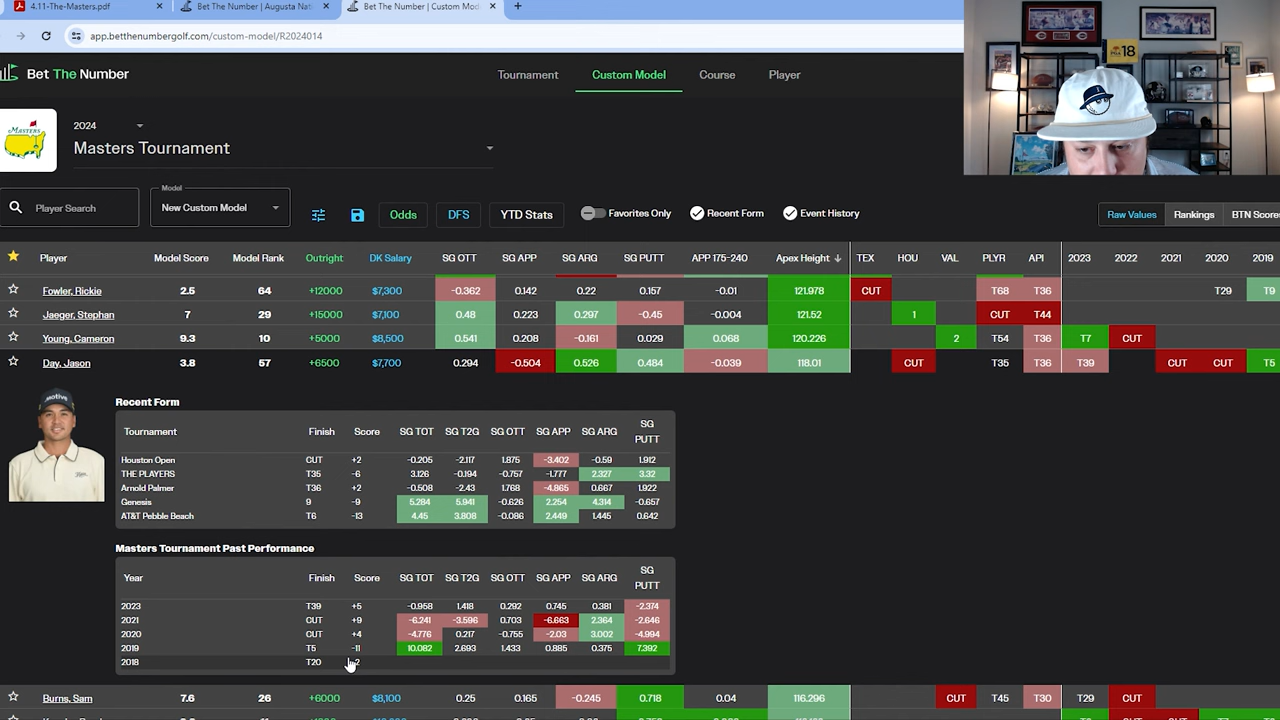 4.11-The-Masters.pdf × Bet The Number | Augusta Nat × Bet The Number | Custom Mode × +
app.betthenumbergolf.com/custom-model/R2024014
Bet The Number Tournament Custom Model Course Player
18
MASTERS
2024
Masters Tournament
Model
Player Search New Custom Model Odds DFS YTD Stats Favorites Only Recent Form Event History Raw Values Rankings BTN Score
Player Model Score Model Rank Outright DK Salary SG OTT SG APP SG ARG SG PUTT APP 175-240 Apex Height ↓ TEX HOU VAL PLYR API 2023 2022 2021 2020 2019
Fowler, Rickie 2.5 64 +12000 $7,300 -0.362 0.142 0.22 0.157 -0.01 121.978 CUT T68 T36 T29 T9
Jaeger, Stephan 7 29 +15000 $7,100 0.48 0.223 0.297 -0.45 -0.004 121.52 1 CUT T44
Young, Cameron 9.3 10 +5000 $8,500 0.541 0.208 -0.161 0.029 0.068 120.226 2 T54 T36 T7 CUT
Day, Jason 3.8 57 +6500 $7,700 0.294 -0.504 0.526 0.484 -0.039 118.01 CUT T35 T36 T39 CUT CUT T5
Recent Form
Tournament Finish Score SG TOT SG T2G SG OTT SG APP SG ARG SG PUTT
Houston Open CUT +2 -0.205 -2.117 1.875 -3.402 -0.59 1.912
THE PLAYERS T35 -6 3.126 -0.194 -0.757 -1.777 2.327 3.32
Arnold Palmer T36 +2 -0.508 -2.43 1.768 -4.865 0.667 1.922
Genesis 9 -9 5.284 5.941 -0.626 2.254 4.314 -0.657
AT&T Pebble Beach T6 -13 4.45 3.808 -0.086 2.449 1.445 0.642
Masters Tournament Past Performance
Year Finish Score SG TOT SG T2G SG OTT SG APP SG ARG SG PUTT
2023 T39 +5 -0.958 1.418 0.292 0.745 0.381 -2.374
2021 CUT +9 -6.241 -3.596 0.703 -6.663 2.364 -2.646
2020 CUT +4 -4.776 0.217 -0.755 -2.03 3.002 -4.994
2019 T5 -11 10.082 2.693 1.433 0.885 0.375 7.392
2018 T20
Burns, Sam 7.6 26 +6000 $8,100 0.25 0.165 -0.245 0.718 0.04 116.296 CUT T45 T30 T29 CUT